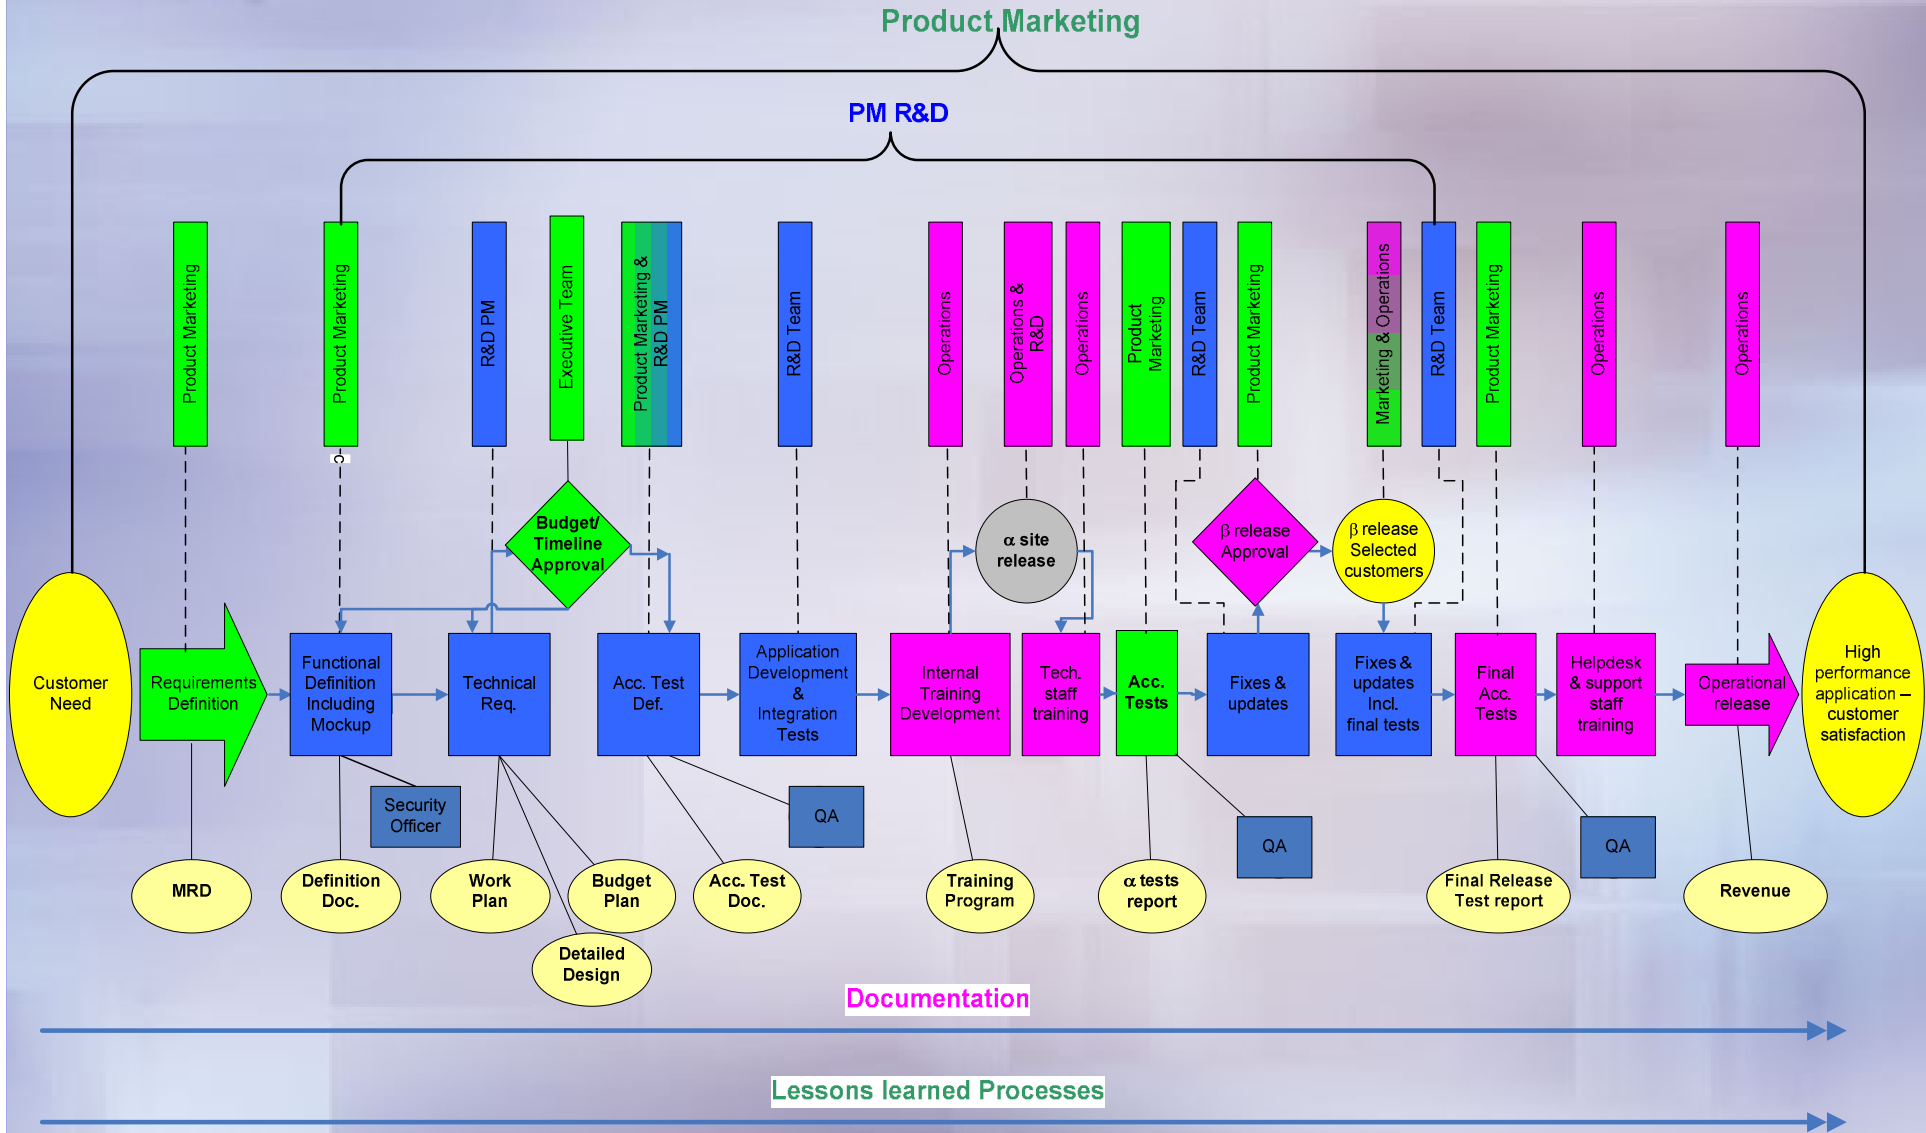 Product Marketing
PM R&D
Product Marketing
Product Marketing
R&D PM
Executive Team
Product Marketing &
R&D PM
R&D Team
Operations
Operations &
R&D
Operations
Product
Marketing
R&D Team
Product Marketing
Marketing & Operations
R&D Team
Product Marketing
Operations
Operations
C
Budget/
Timeline
Approval
α site
release
β release
Approval
β release
Selected
customers
Customer
Need
Requirements
Definition
Functional
Definition
Including
Mockup
Technical
Req.
Acc. Test
Def.
Application
Development
&
Integration
Tests
Internal
Training
Development
Tech.
staff
training
Acc.
Tests
Fixes &
updates
Fixes &
updates
Incl.
final tests
Final
Acc.
Tests
Helpdesk
& support
staff
training
Operational
release
High
performance
application –
customer
satisfaction
Security
Officer
QA
QA
QA
MRD
Definition
Doc.
Work
Plan
Budget
Plan
Detailed
Design
Acc. Test
Doc.
Training
Program
α tests
report
Final Release
Test report
Revenue
Documentation
Lessons learned Processes